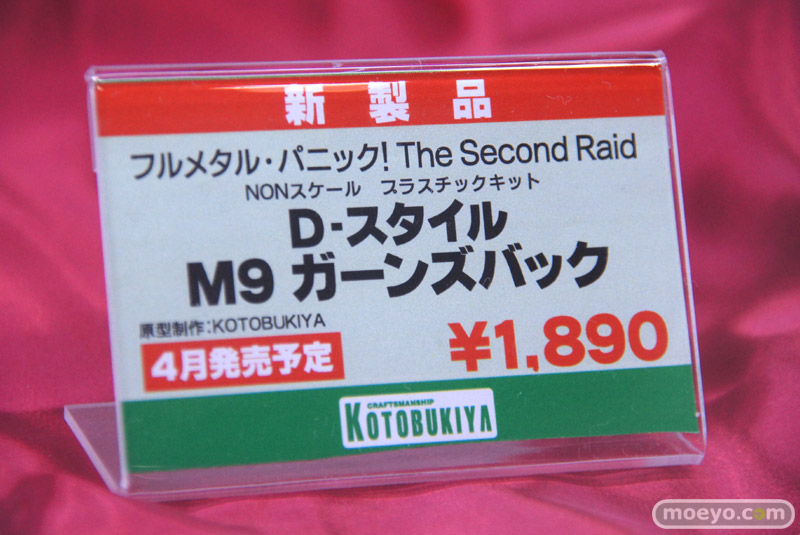 新製品
フルメタル・パニック! The Second Raid
NONスケール プラスチックキット
D-スタイル
M9 ガーンズバック
原型制作:KOTOBUKIYA
4月発売予定
¥1,890
CRAFTSMANSHIP
KOTOBUKIYA
moeyo.com